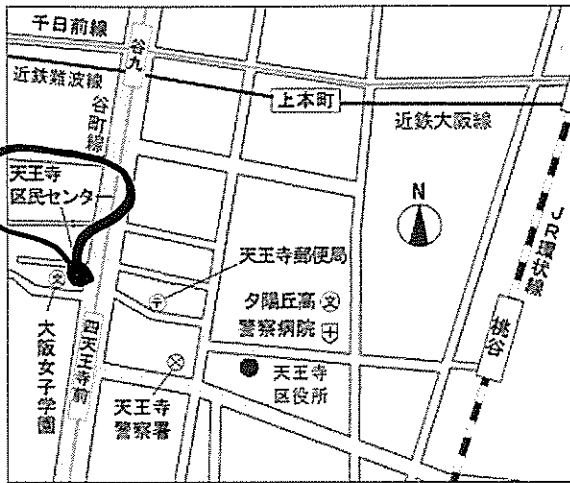 千日前線
谷九
近鉄難波線
上本町
近鉄大阪線
谷町線
天王寺
区民センター
N
JR環状線
天王寺郵便局
文
〒
夕陽丘高 文
警察病院
桃谷
大阪女子学園
四天王寺前
天王寺
警察署
天王寺
区役所